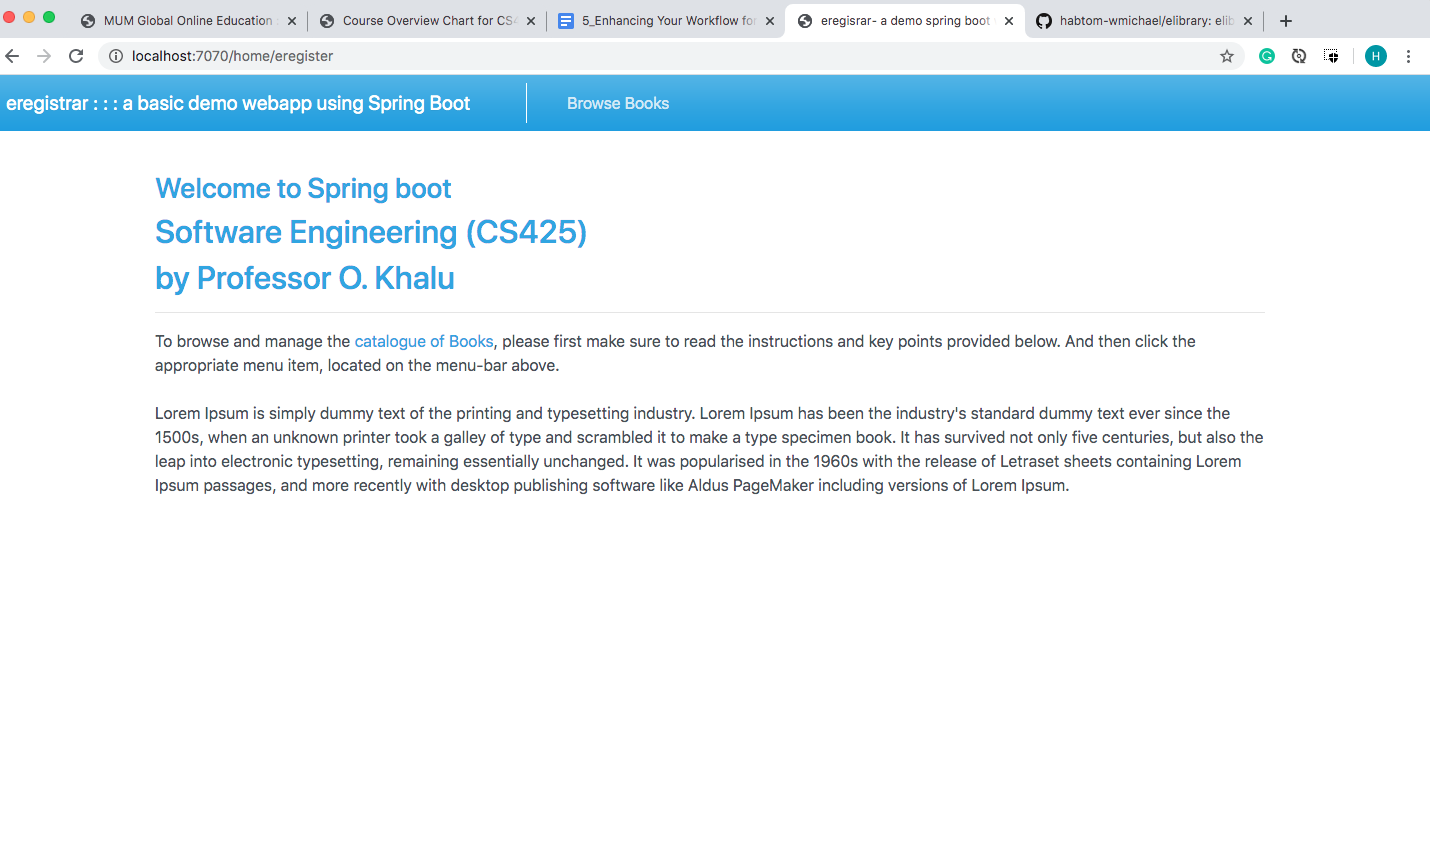 MUM Global Online Education
Course Overview Chart for CS4
5_Enhancing Your Workflow for
eregisrar- a demo spring boot
habtom-wmichael/elibrary: elib
localhost:7070/home/eregister
H
eregistrar : : : a basic demo webapp using Spring Boot
Browse Books
Welcome to Spring boot
Software Engineering (CS425)
by Professor O. Khalu
To browse and manage the catalogue of Books, please first make sure to read the instructions and key points provided below. And then click the
appropriate menu item, located on the menu-bar above.
Lorem Ipsum is simply dummy text of the printing and typesetting industry. Lorem Ipsum has been the industry's standard dummy text ever since the
1500s, when an unknown printer took a galley of type and scrambled it to make a type specimen book. It has survived not only five centuries, but also the
leap into electronic typesetting, remaining essentially unchanged. It was popularised in the 1960s with the release of Letraset sheets containing Lorem
Ipsum passages, and more recently with desktop publishing software like Aldus PageMaker including versions of Lorem Ipsum.